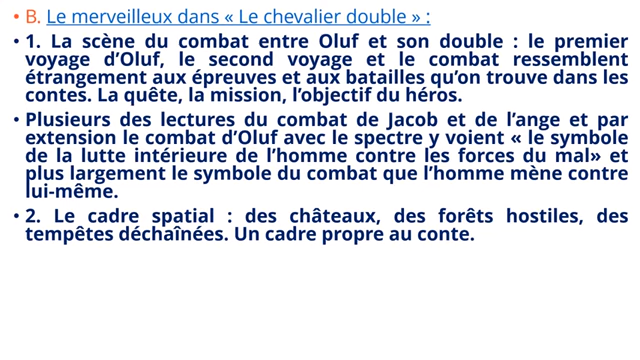 • B. Le merveilleux dans « Le chevalier double » :
• 1. La scène du combat entre Oluf et son double : le premier
voyage d’Oluf, le second voyage et le combat ressemblent
étrangement aux épreuves et aux batailles qu’on trouve dans les
contes. La quête, la mission, l’objectif du héros.
• Plusieurs des lectures du combat de Jacob et de l’ange et par
extension le combat d’Oluf avec le spectre y voient « le symbole
de la lutte intérieure de l’homme contre les forces du mal» et
plus largement le symbole du combat que l’homme mène contre
lui-même.
• 2. Le cadre spatial : des châteaux, des forêts hostiles, des
tempêtes déchaînées. Un cadre propre au conte.